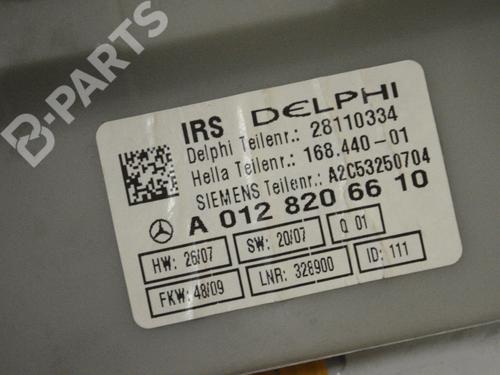 B-PARTS
IRS DELPHI
Delphi Teilenr.: 28110334
Hella Teilenr.: 168.440-01
SIEMENS Teilenr.: A2C53250704
A 012 820 66 10
HW: 26/07 SW: 20/07 Q 01
FKW: 48/09 LNR: 328900 ID: 111